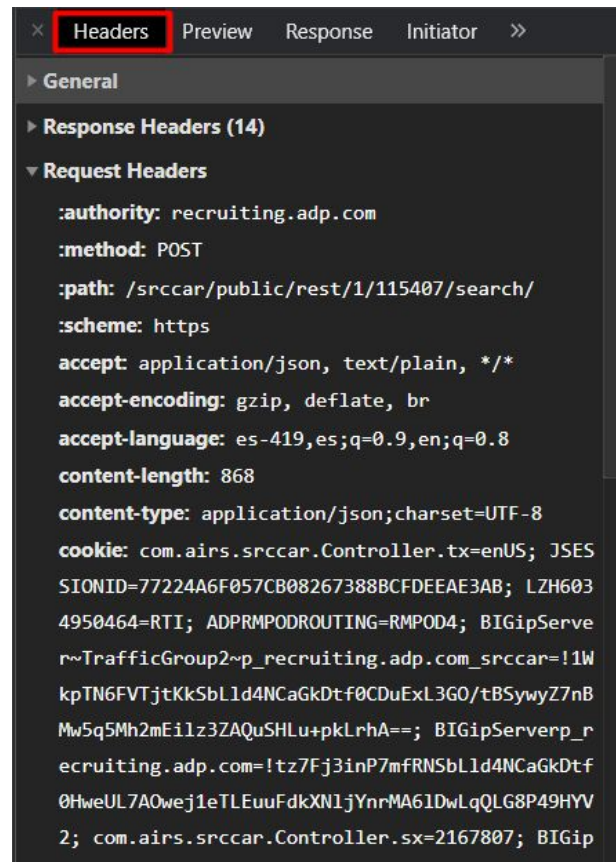 × Headers Preview Response Initiator »
▸ General
▸ Response Headers (14)
▾ Request Headers
:authority: recruiting.adp.com
:method: POST
:path: /srccar/public/rest/1/115407/search/
:scheme: https
accept: application/json, text/plain, */*
accept-encoding: gzip, deflate, br
accept-language: es-419,es;q=0.9,en;q=0.8
content-length: 868
content-type: application/json;charset=UTF-8
cookie: com.airs.srccar.Controller.tx=enUS; JSES
SIONID=77224A6F057CB08267388BCFDEEAE3AB; LZH603
4950464=RTI; ADPRMPODROUTING=RMPOD4; BIGipServe
r~TrafficGroup2~p_recruiting.adp.com_srccar=!1W
kpTN6FVTjtKkSbLld4NCaGkDtf0CDuExL3GO/tBSywyZ7nB
Mw5q5Mh2mEilz3ZAQuSHLu+pkLrhA==; BIGipServerp_r
ecruiting.adp.com=!tz7Fj3inP7mfRNSbLld4NCaGkDtf
0HweUL7AOwej1eTLEuuFdkXNljYnrMA6lDwLqQLG8P49HYV
2; com.airs.srccar.Controller.sx=2167807; BIGip